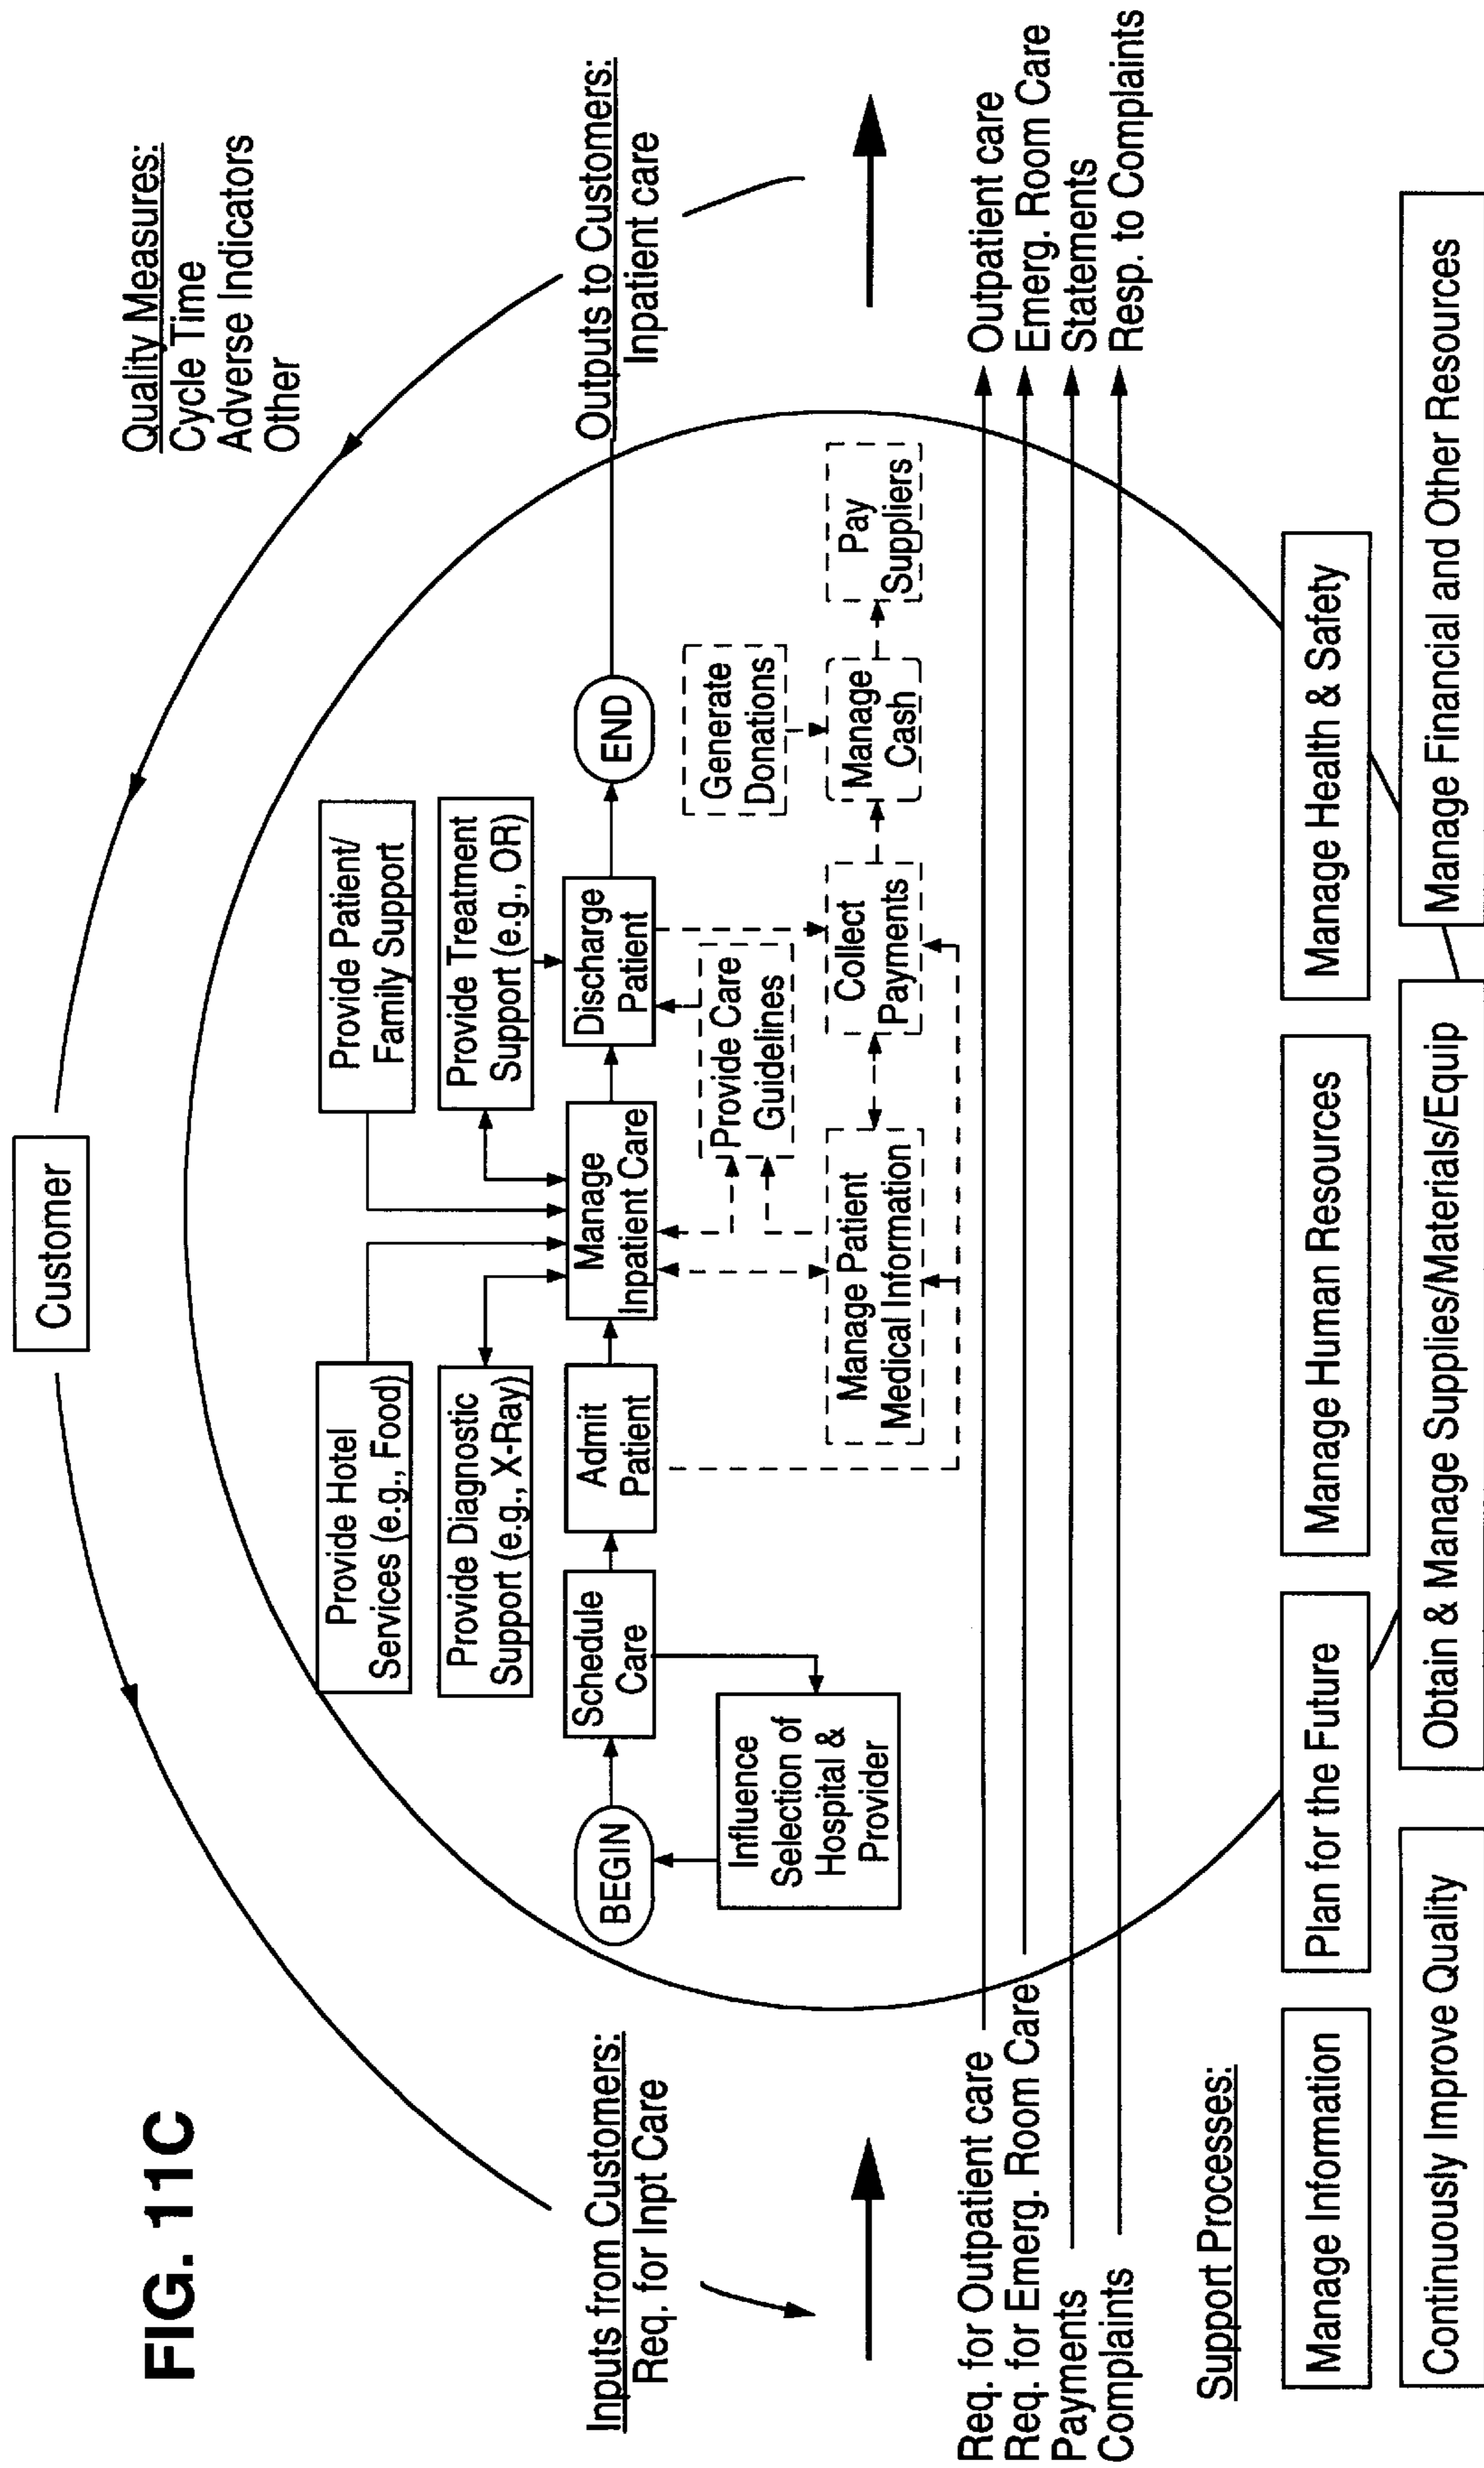 FIG. 11C
Customer
Quality Measures:
Cycle Time
Adverse Indicators
Other
Inputs from Customers:
Req. for Inpt Care
Outputs to Customers:
Inpatient care
Provide Hotel
Services (e.g., Food)
Provide Patient/
Family Support
Provide Diagnostic
Support (e.g., X-Ray)
Provide Treatment
Support (e.g., OR)
BEGIN
Schedule
Care
Admit
Patient
Manage
Inpatient Care
Discharge
Patient
END
Influence
Selection of
Hospital &
Provider
Provide Care
Guidelines
Generate
Donations
Manage Patient
Medical Information
Collect
Payments
Manage
Cash
Pay
Suppliers
Req. for Outpatient care
Req. for Emerg. Room Care
Payments
Complaints
Outpatient care
Emerg. Room Care
Statements
Resp. to Complaints
Support Processes:
Manage Information
Plan for the Future
Manage Human Resources
Manage Health & Safety
Continuously Improve Quality
Obtain & Manage Supplies/Materials/Equip
Manage Financial and Other Resources